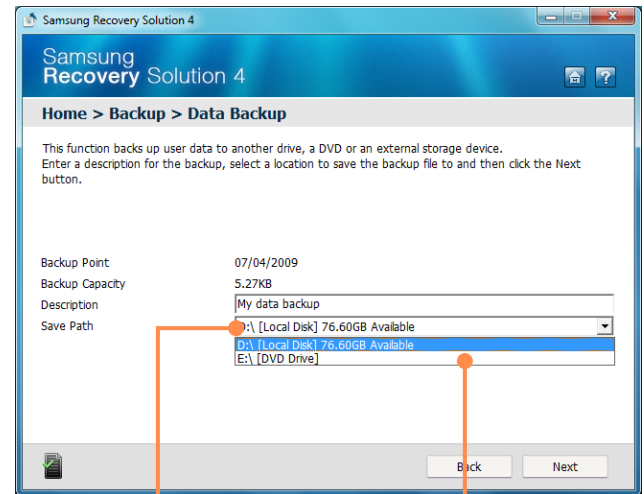 Samsung Recovery Solution 4
Samsung
Recovery Solution 4
Home > Backup > Data Backup
This function backs up user data to another drive, a DVD or an external storage device.
Enter a description for the backup, select a location to save the backup file to and then click the Next
button.
Backup Point 07/04/2009
Backup Capacity 5.27KB
Description My data backup
Save Path D:\ [Local Disk] 76.60GB Available
D:\ [Local Disk] 76.60GB Available
E:\ [DVD Drive]
Back Next